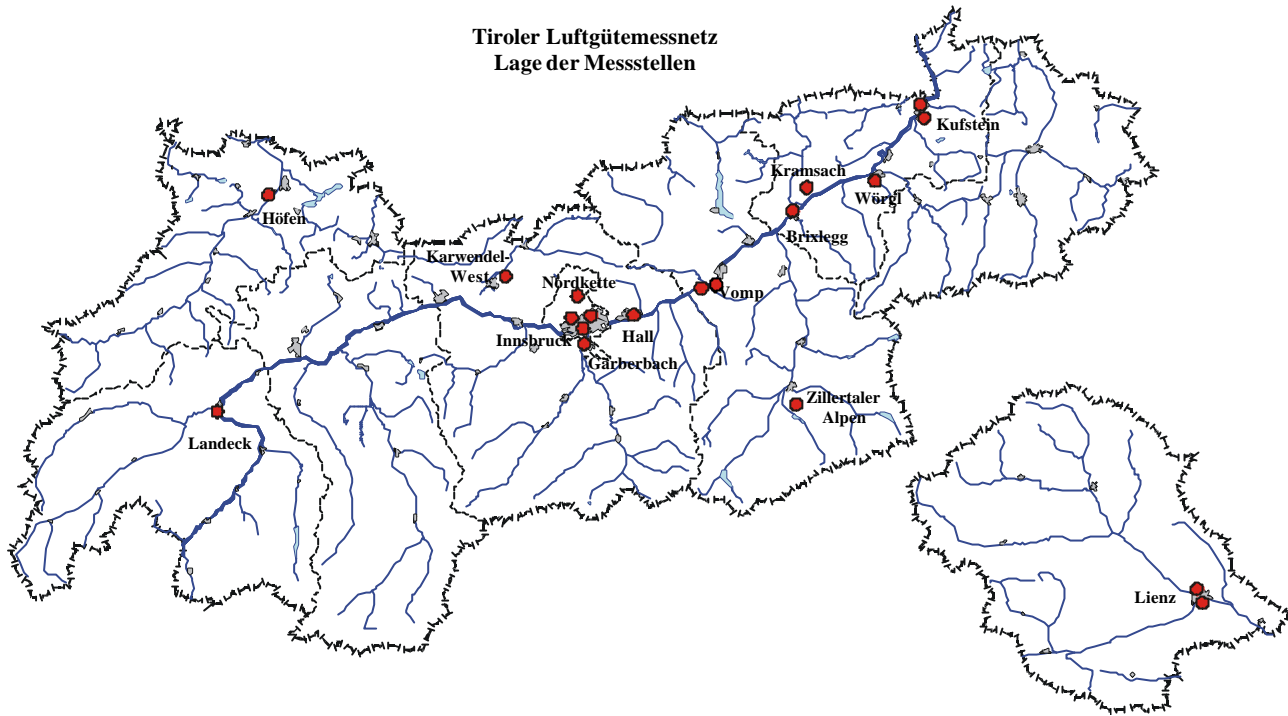 Tiroler Luftgütemessnetz
Lage der Messstellen
Kufstein
Kramsach
Wörgl
Höfen
Brixlegg
Karwendel-
West
Nordkette
Vomp
Hall
Innsbruck
Gärberbach
Zillertaler
Alpen
Landeck
Lienz